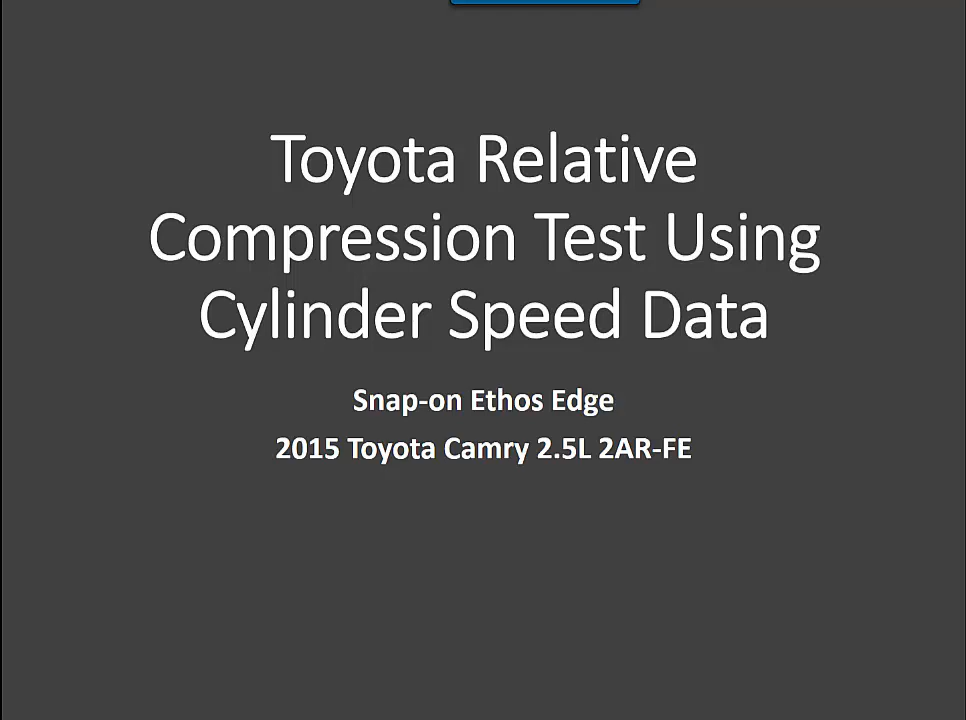 Toyota Relative
Compression Test Using
Cylinder Speed Data
Snap-on Ethos Edge
2015 Toyota Camry 2.5L 2AR-FE